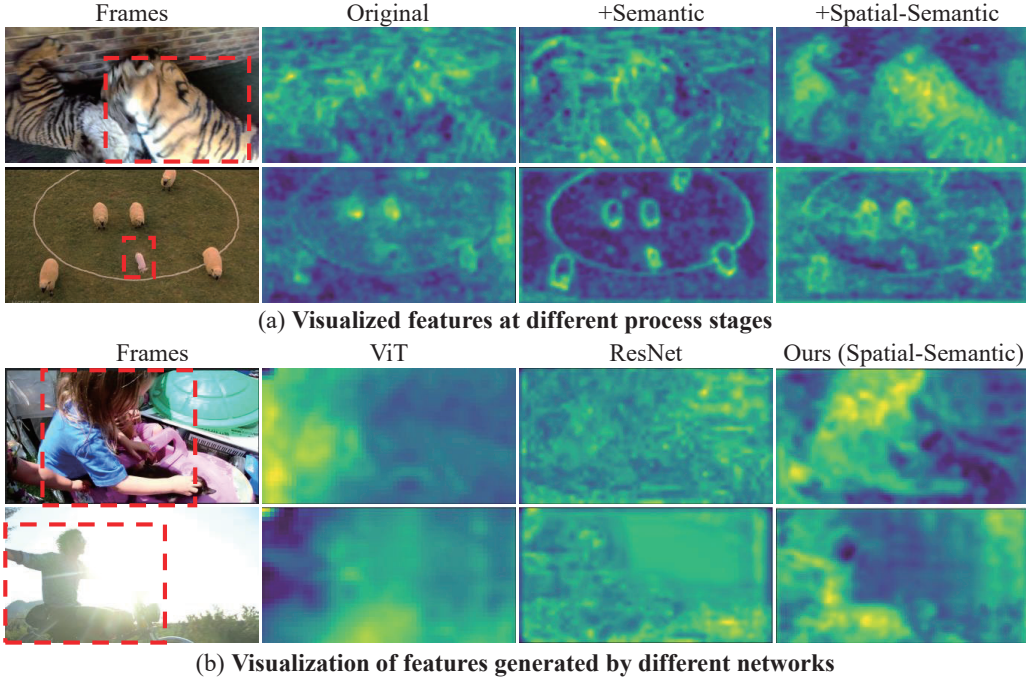 Frames Original +Semantic +Spatial-Semantic
(a) Visualized features at different process stages
Frames ViT ResNet Ours (Spatial-Semantic)
(b) Visualization of features generated by different networks